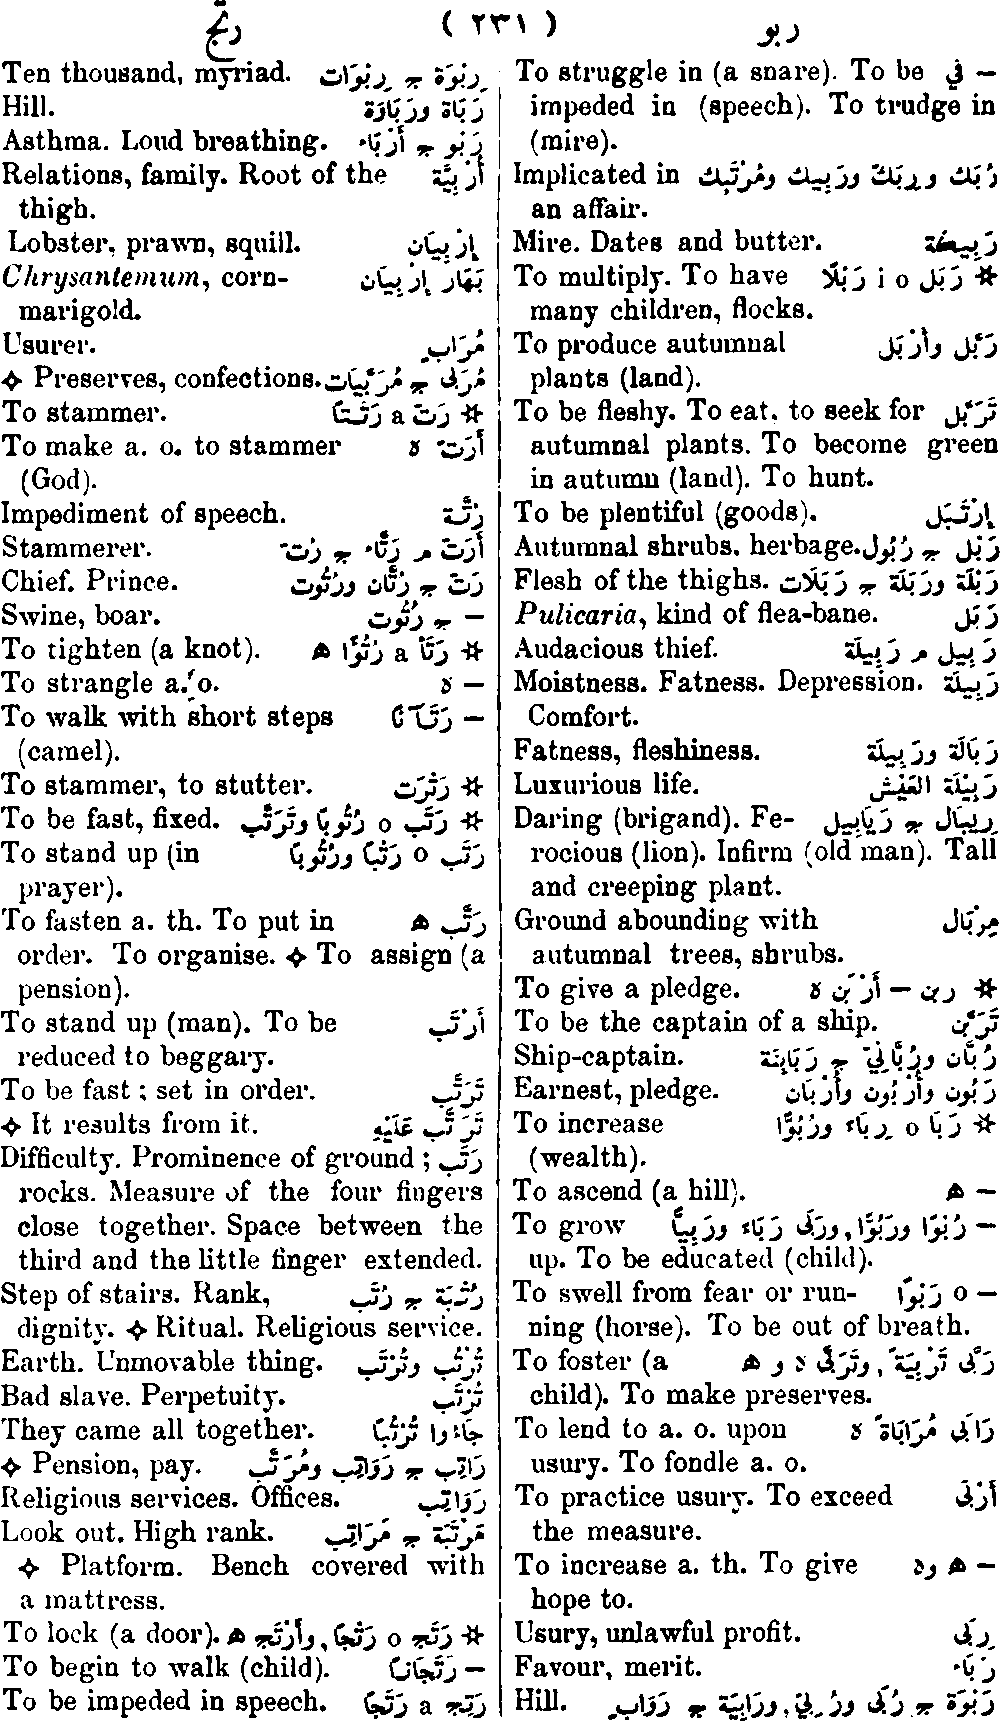 ربو ( ٢٣١ ) رتج
To struggle in (a snare). To be في –
impeded in (speech). To trudge in
(mire).
Implicated in رُبَك ورِبَكّ ورَبِيك ومُرْتَبِك
an affair.
Mire. Dates and butter. رَبِيكَة
To multiply. To have رَبْلًا i o رَبَل *
many children, flocks.
To produce autumnal رَبَّل وأَرْبَل
plants (land).
To be fleshy. To eat, to seek for تَرَبَّل
autumnal plants. To become green
in autumn (land). To hunt.
To be plentiful (goods). إِرْتَبَل
Autumnal shrubs, herbage. رَبْل ج رُبُول
Flesh of the thighs. رَبْلَة ورَبَلَة ج رَبَلَات
Pulicaria, kind of flea-bane. رَبَل
Audacious thief. رَبِيل م رَبِيلَة
Moistness. Fatness. Depression. رَبِيلَة
Comfort.
Fatness, fleshiness. رَبَالَة ورَبِيلَة
Luxurious life. رَبِيْلَة العَيْش
Daring (brigand). Fe- رِيبَال ج رَيَابِيل
rocious (lion). Infirm (old man). Tall
and creeping plant.
Ground abounding with مِرْبَال
autumnal trees, shrubs.
To give a pledge. ربن – أَرْبَن ه *
To be the captain of a ship. تَرَبَّن
Ship-captain. رُبَّان ورُبَّانِيّ ج رَبَابِنَة
Earnest, pledge. رَبُون وأَرْبُون وأَرْبَان
To increase رَبَا o رِبَاء ورُبُوًّا *
(wealth).
To ascend (a hill). ھ –
To grow – رُبُوًا ورُبُوًّا, ورَبَى رَبَاء ورَبِيًّا
up. To be educated (child).
To swell from fear or run- رَبْوًا o –
ning (horse). To be out of breath.
To foster (a رَبَّى تَرْبِيَةً, وتَرَبَّى ه و ھ
child). To make preserves.
To lend to a. o. upon رَابَى مُرَابَاةً ه
usury. To fondle a. o.
To practice usury. To exceed أَرْبَى
the measure.
To increase a. th. To give ھ وه –
hope to.
Usury, unlawful profit. رِبَى
Favour, merit. رَبَاء
Hill. رَبْوَة ج رُبَى ورُبِيّ, ورَابِيَة ج رَوَابٍ
Ten thousand, myriad. رِبْوَة ج رِبْوَات
Hill. رَبَاة ورَبَاوَة
Asthma. Loud breathing. رَبْو ج أَرْبَاء
Relations, family. Root of the أُرْبِيَّة
thigh.
Lobster, prawn, squill. إِرْبِيَان
Chrysantemum, corn- بَهَار إِرْبِيَان
marigold.
Usurer. مُرَابٍ
✧ Preserves, confections. مُرَبَّى ج مُرَبَّيَات
To stammer. رَتَّ a رَتَتًا *
To make a. o. to stammer أَرَتَّ ه
(God).
Impediment of speech. رُتَّة
Stammerer. أَرَتّ م رَتَّاء ج رُتّ
Chief. Prince. رَتّ ج رُتَّان ورُتُوت
Swine, boar. – ج رُتُوت
To tighten (a knot). رَتَأَ a رُتُوْءًا ھ *
To strangle a. o. ه –
To walk with short steps رَتَآنًا –
(camel).
To stammer, to stutter. رَتْرَت *
To be fast, fixed. رَتَب o رُتُوبًا وتَرَتَّب *
To stand up (in رَتَب o رَتْبًا ورُتُوبًا
prayer).
To fasten a. th. To put in رَتَّب ھ
order. To organise. ✧ To assign (a
pension).
To stand up (man). To be أَرْتَب
reduced to beggary.
To be fast ; set in order. تَرَتَّب
✧ It results from it. تَرَتَّب عَلَيْهِ
Difficulty. Prominence of ground ; رَتَب
rocks. Measure of the four fingers
close together. Space between the
third and the little finger extended.
Step of stairs. Rank, رُتْبَة ج رُتَب
dignity. ✧ Ritual. Religious service.
Earth. Unmovable thing. تُرْتُب وتُرْتَب
Bad slave. Perpetuity. تُرْتَب
They came all together. جَاءُوا تُرْتُبًا
✧ Pension, pay. رَاتِب ج رَوَاتِب ومُرَتَّب
Religious services. Offices. رَوَاتِب
Look out. High rank. مَرْتَبَة ج مَرَاتِب
✧ Platform. Bench covered with
a mattress.
To lock (a door). رَتَج o رَتْجًا, وأَرْتَج ھ *
To begin to walk (child). رَتَجَانًا –
To be impeded in speech. رَتِج a رَتَجًا